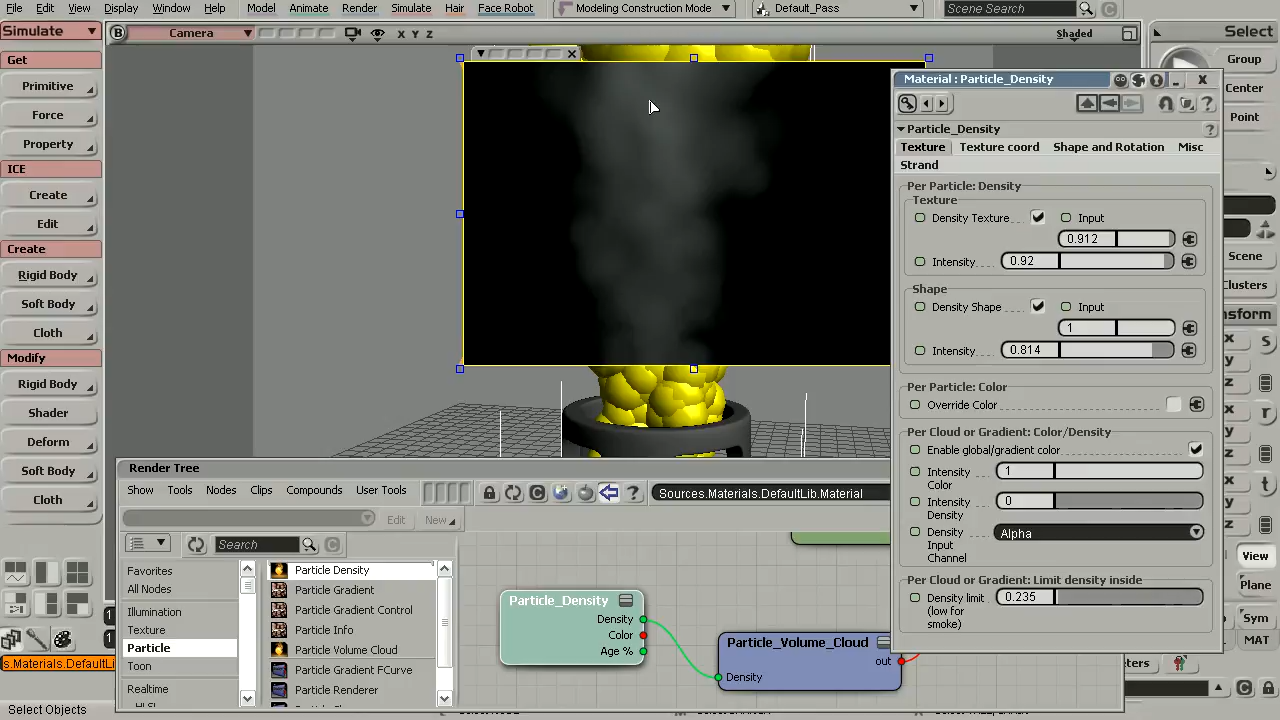 File Edit View Display Window Help Model Animate Render Simulate Hair Face Robot Modeling Construction Mode Default_Pass Scene Search
Simulate B Camera X Y Z Shaded Select
Get
Primitive
Force
Property
ICE
Create
Edit
Create
Rigid Body
Soft Body
Cloth
Modify
Rigid Body
Shader
Deform
Soft Body
Cloth
Group
Center
Point
Scene
Clusters
View
Plane
Sym
MAT
Material : Particle_Density
Particle_Density
Texture Texture coord Shape and Rotation Misc
Strand
Per Particle: Density
Texture
Density Texture Input
0.912
Intensity 0.92
Shape
Density Shape Input
1
Intensity 0.814
Per Particle: Color
Override Color
Per Cloud or Gradient: Color/Density
Enable global/gradient color
Intensity Color 1
Intensity Density 0
Density Input Channel Alpha
Per Cloud or Gradient: Limit density inside
Density limit (low for smoke) 0.235
Render Tree
Show Tools Nodes Clips Compounds User Tools Sources.Materials.DefaultLib.Material
Edit New
Search
Favorites
All Nodes
Illumination
Texture
Particle
Toon
Realtime
Particle Density
Particle Gradient
Particle Gradient Control
Particle Info
Particle Volume Cloud
Particle Gradient FCurve
Particle Renderer
Particle_Density
Density
Color
Age %
Particle_Volume_Cloud
out
Density
s.Materials.DefaultLib
Select Objects